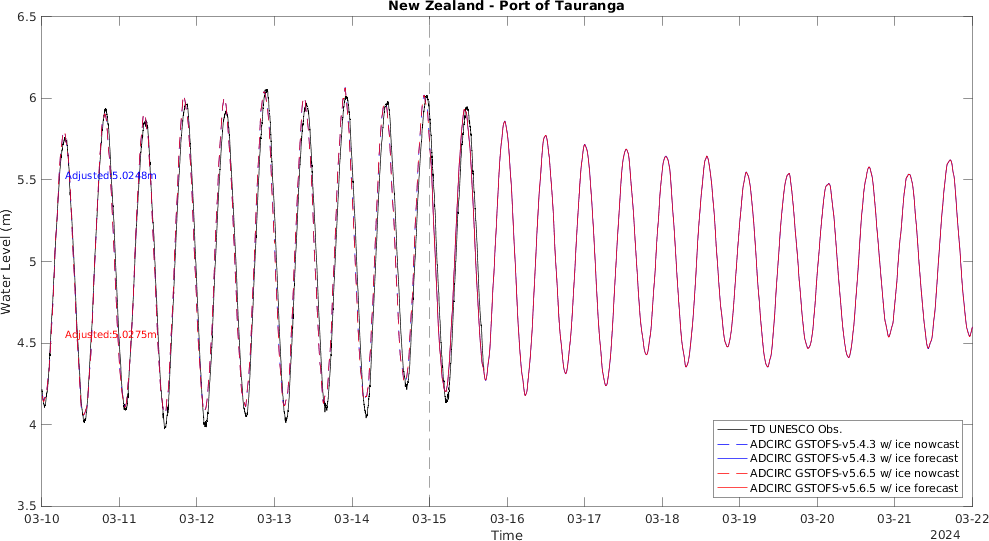 New Zealand - Port of Tauranga
6.5
6
5.5
5
4.5
4
3.5
Water Level (m)
Adjusted:5.0248m
Adjusted:5.0275m
TD UNESCO Obs.
ADCIRC GSTOFS-v5.4.3 w/ ice nowcast
ADCIRC GSTOFS-v5.4.3 w/ ice forecast
ADCIRC GSTOFS-v5.6.5 w/ ice nowcast
ADCIRC GSTOFS-v5.6.5 w/ ice forecast
03-10 03-11 03-12 03-13 03-14 03-15 03-16 03-17 03-18 03-19 03-20 03-21 03-22
Time
2024